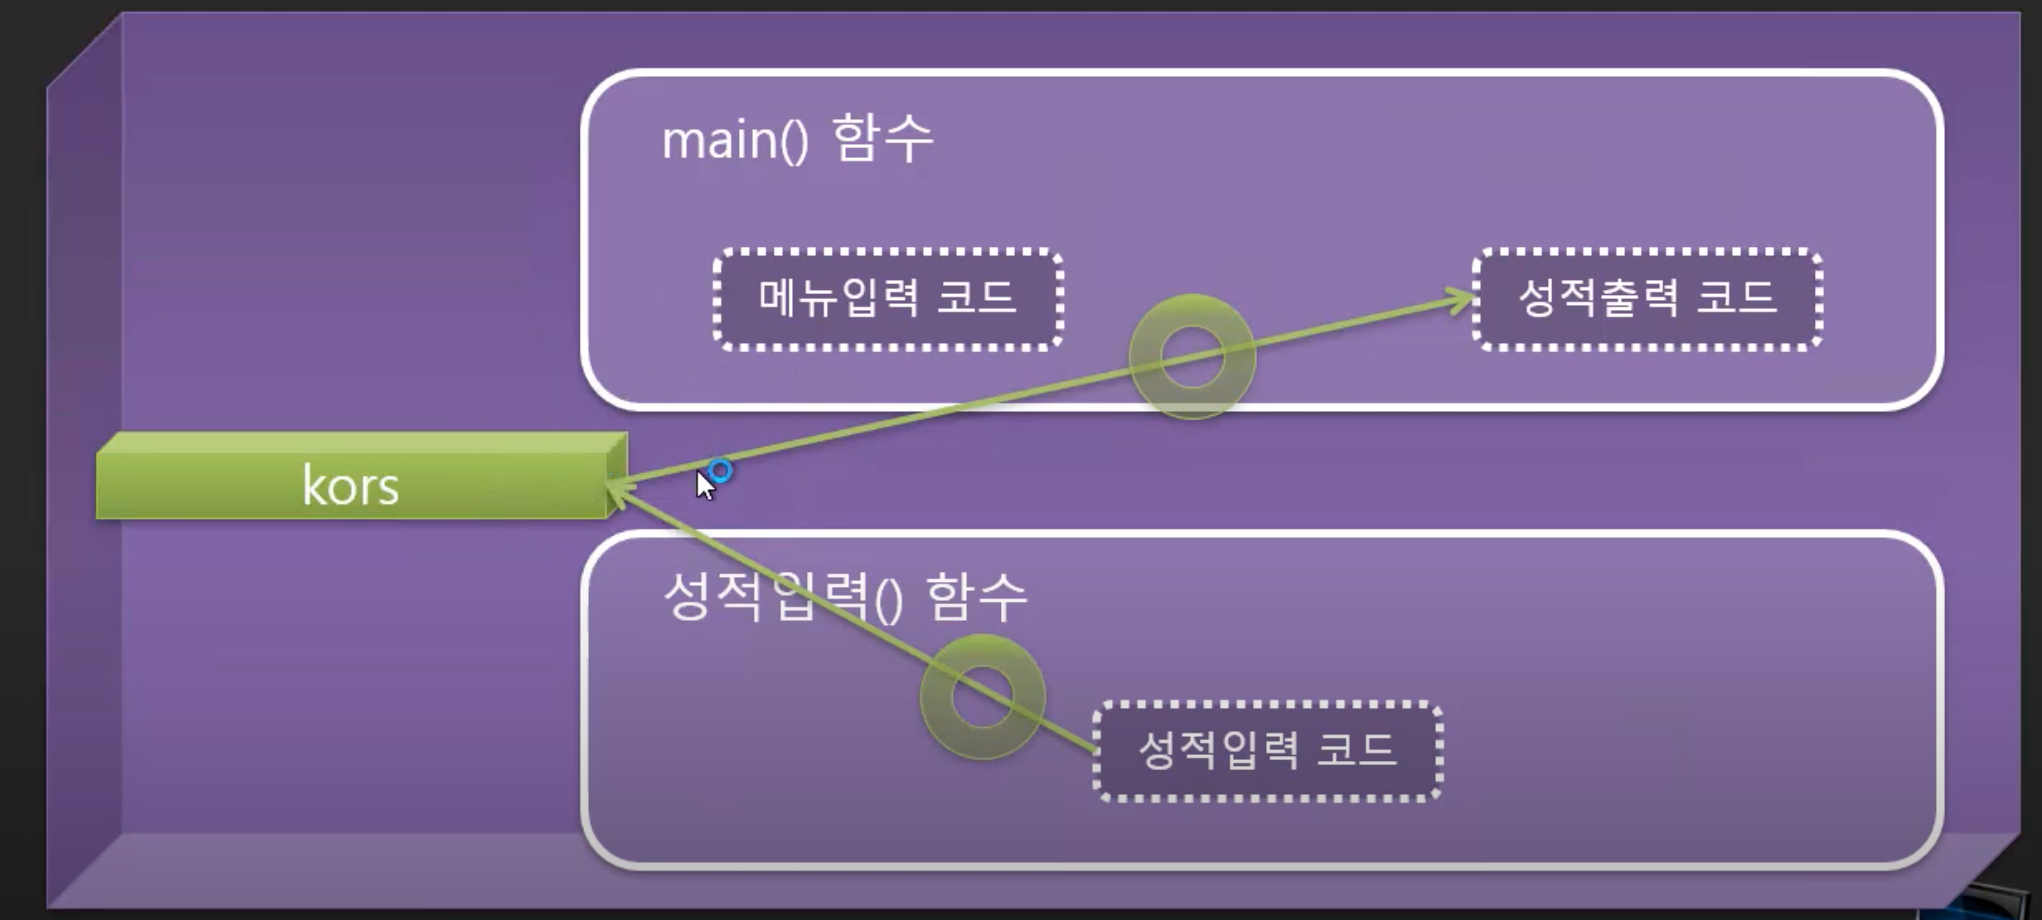 main() 함수
메뉴입력 코드
성적출력 코드
kors
성적입력() 함수
성적입력 코드